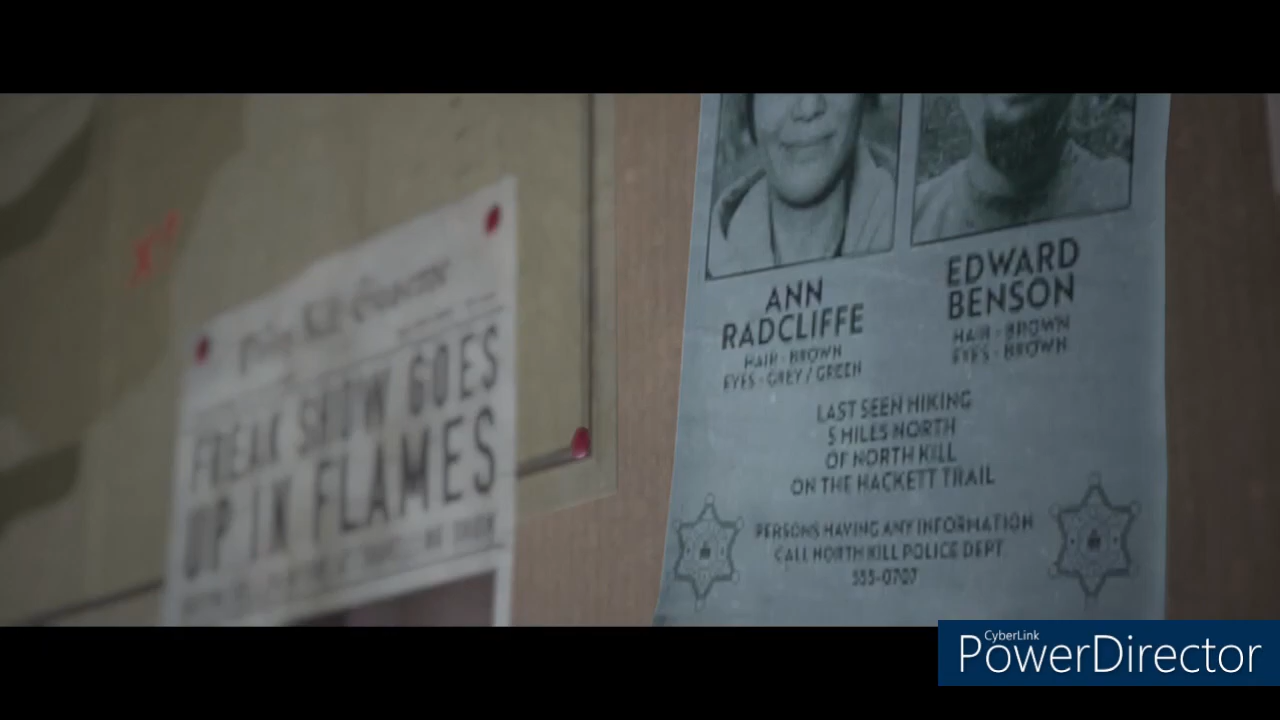 FREAK SHOW GOES
UP IN FLAMES
ANN
RADCLIFFE
HAIR - BROWN
EYES - GREY / GREEN
EDWARD
BENSON
HAIR - BROWN
EYES - BROWN
LAST SEEN HIKING
5 MILES NORTH
OF NORTH KILL
ON THE HACKETT TRAIL
PERSONS HAVING ANY INFORMATION
CALL NORTH KILL POLICE DEPT
555-0707
CyberLink
PowerDirector